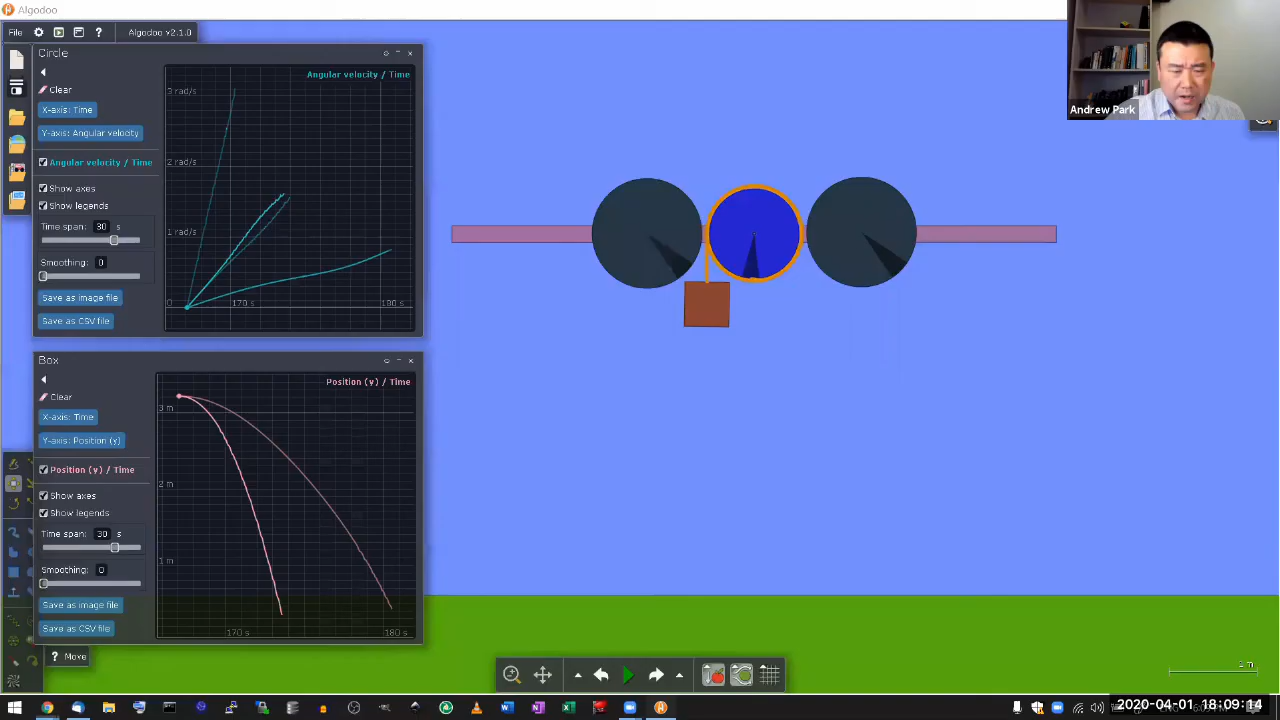 Algodoo
File ? Algodoo v2.1.0
Circle
Clear
X-axis: Time
Y-axis: Angular velocity
Angular velocity / Time
Show axes
Show legends
Time span: 30 s
Smoothing: 0
Save as image file
Save as CSV file
Angular velocity / Time
3 rad/s
2 rad/s
1 rad/s
0 170 s 180 s
Box
Clear
X-axis: Time
Y-axis: Position (y)
Position (y) / Time
Show axes
Show legends
Time span: 30 s
Smoothing: 0
Save as image file
Save as CSV file
Position (y) / Time
3 m
2 m
1 m
170 s 180 s
? Move
Andrew Park
1 m
2020-04-01 18:09:14